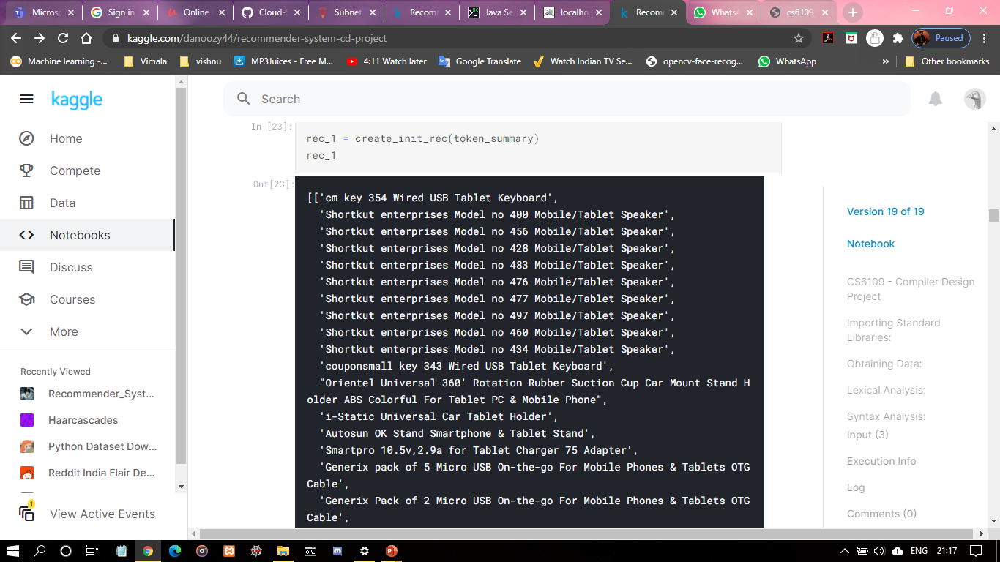 Microsc
Sign in
Online
Cloud-
Subnet
Recomm
Java Se
localho
Recomm
WhatsA
cs6109
kaggle.com/danoozy44/recommender-system-cd-project
Paused
Machine learning -...
Vimala
vishnu
MP3Juices - Free M...
4:11 Watch later
Google Translate
Watch Indian TV Se...
opencv-face-recog...
WhatsApp
»
Other bookmarks
kaggle
Search
Home
Compete
Data
Notebooks
Discuss
Courses
More
Recently Viewed
Recommender_Syst...
Haarcascades
Python Dataset Dow...
Reddit India Flair De...
1
View Active Events
In [23]:
rec_1 = create_init_rec(token_summary)
rec_1
Out[23]:
[['cm key 354 Wired USB Tablet Keyboard',
'Shortkut enterprises Model no 400 Mobile/Tablet Speaker',
'Shortkut enterprises Model no 456 Mobile/Tablet Speaker',
'Shortkut enterprises Model no 428 Mobile/Tablet Speaker',
'Shortkut enterprises Model no 483 Mobile/Tablet Speaker',
'Shortkut enterprises Model no 476 Mobile/Tablet Speaker',
'Shortkut enterprises Model no 477 Mobile/Tablet Speaker',
'Shortkut enterprises Model no 497 Mobile/Tablet Speaker',
'Shortkut enterprises Model no 460 Mobile/Tablet Speaker',
'Shortkut enterprises Model no 434 Mobile/Tablet Speaker',
'couponsmall key 343 Wired USB Tablet Keyboard',
"Orientel Universal 360' Rotation Rubber Suction Cup Car Mount Stand H
older ABS Colorful For Tablet PC & Mobile Phone",
'i-Static Universal Car Tablet Holder',
'Autosun OK Stand Smartphone & Tablet Stand',
'Smartpro 10.5v,2.9a for Tablet Charger 75 Adapter',
'Generix pack of 5 Micro USB On-the-go For Mobile Phones & Tablets OTG
Cable',
'Generix Pack of 2 Micro USB On-the-go For Mobile Phones & Tablets OTG
Cable',
Version 19 of 19
Notebook
CS6109 - Compiler Design
Project
Importing Standard
Libraries:
Obtaining Data:
Lexical Analysis:
Syntax Analysis:
Input (3)
Execution Info
Log
Comments (0)
ENG
21:17